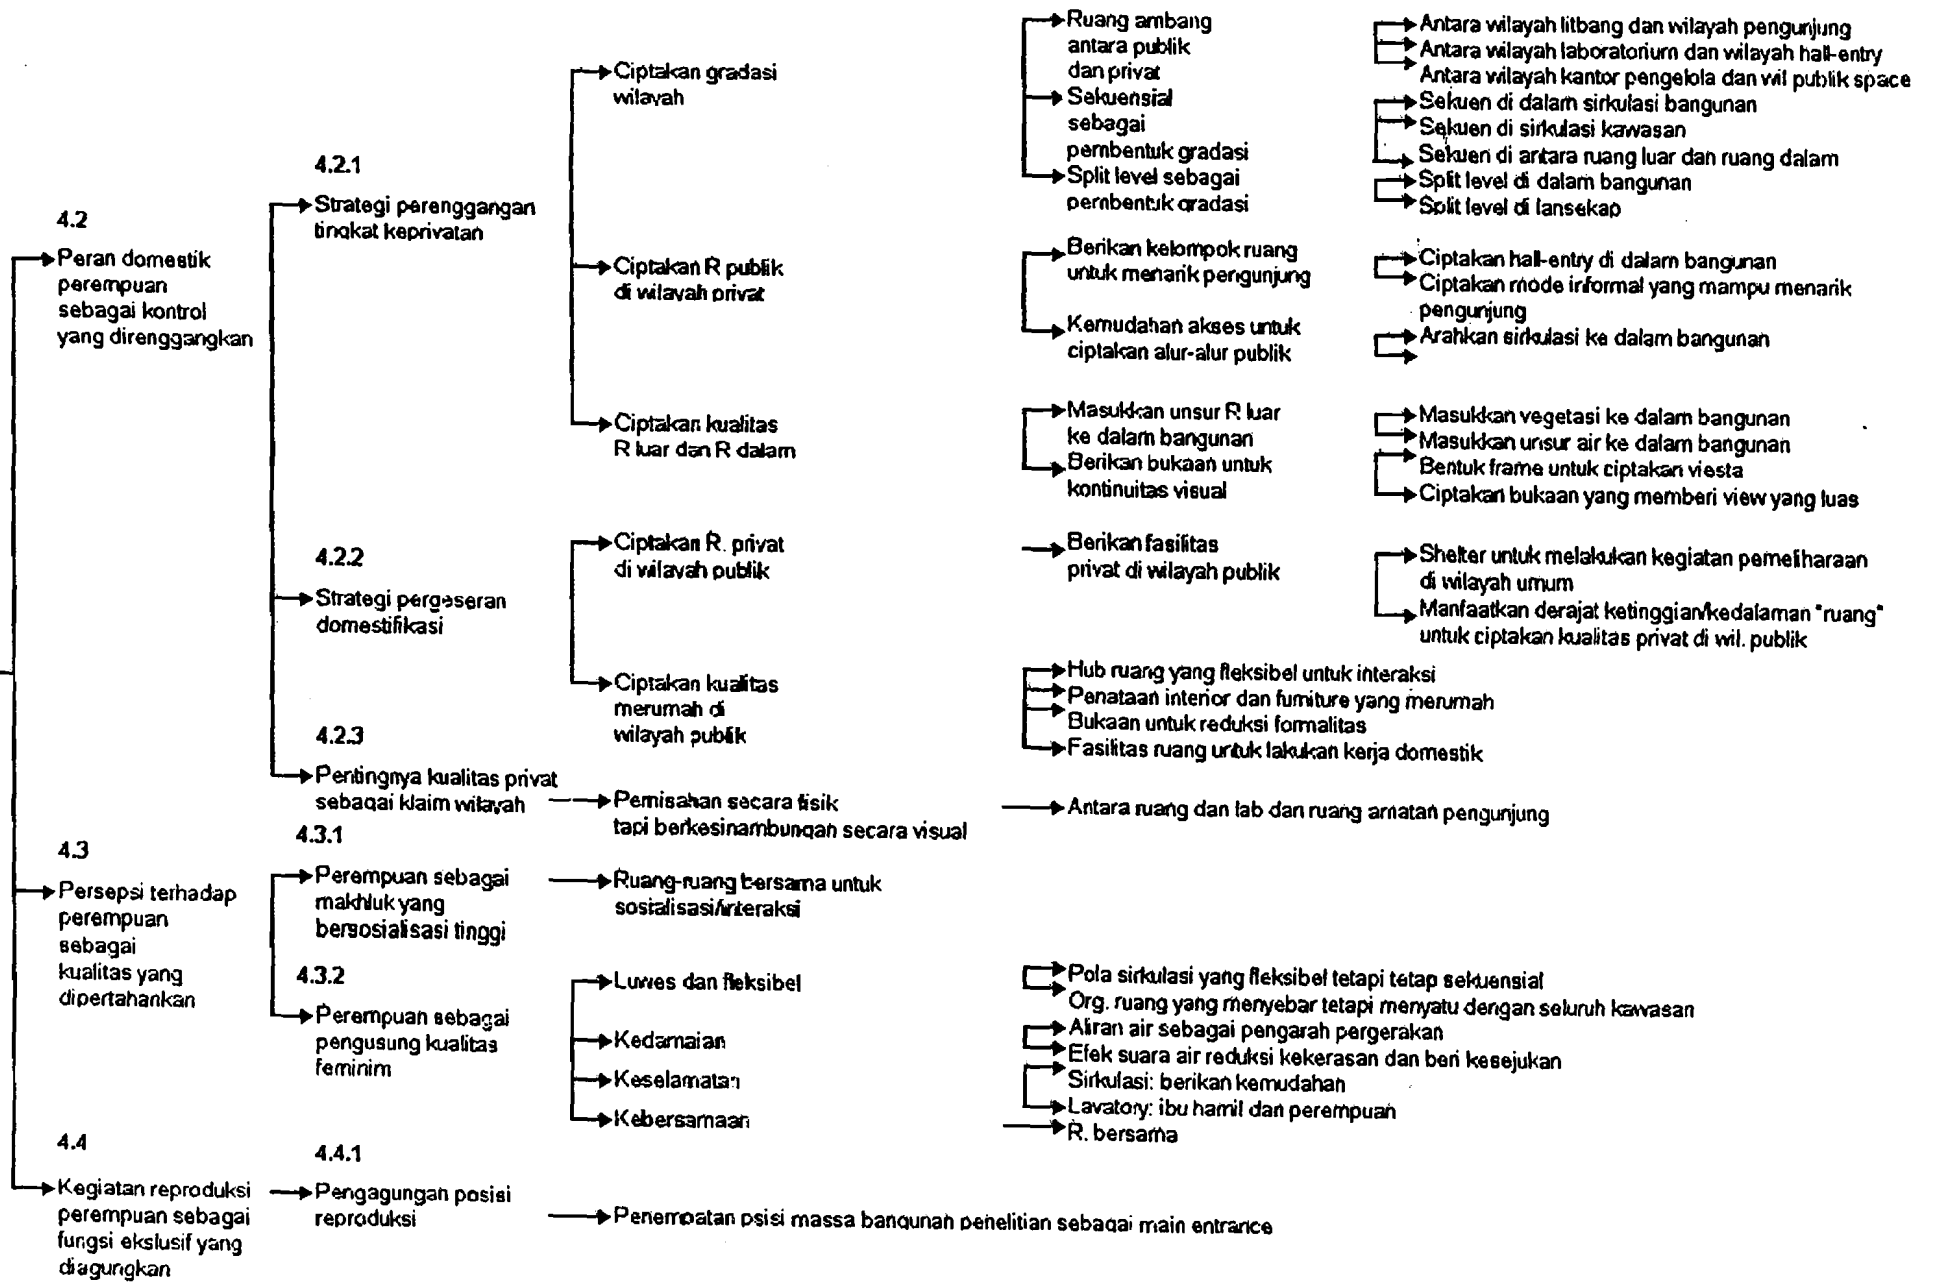 4.2
Peran domestik
perempuan
sebagai kontrol
yang direnggangkan
4.2.1
Strategi perenggangan
tingkat keprivatan
Ciptakan gradasi
wilayah
Ruang ambang
antara publik
dan privat
Antara wilayah litbang dan wilayah pengunjung
Antara wilayah laboratorium dan wilayah hall-entry
Antara wilayah kantor pengelola dan wil publik space
Sekuensial
sebagai
pembentuk gradasi
Sekuen di dalam sirkulasi bangunan
Sekuen di sirkulasi kawasan
Sekuen di antara ruang luar dan ruang dalam
Split level sebagai
pembentuk gradasi
Split level di dalam bangunan
Split level di lansekap
Ciptakan R publik
di wilayah privat
Berikan kelompok ruang
untuk menarik pengunjung
Ciptakan hall-entry di dalam bangunan
Ciptakan mode informal yang mampu menarik
pengunjung
Kemudahan akses untuk
ciptakan alur-alur publik
Arahkan sirkulasi ke dalam bangunan
Ciptakan kualitas
R luar dan R dalam
Masukkan unsur R luar
ke dalam bangunan
Masukkan vegetasi ke dalam bangunan
Masukkan unsur air ke dalam bangunan
Berikan bukaan untuk
kontinuitas visual
Bentuk frame untuk ciptakan viesta
Ciptakan bukaan yang memberi view yang luas
4.2.2
Strategi pergeseran
domestifikasi
Ciptakan R. privat
di wilayah publik
Berikan fasilitas
privat di wilayah publik
Shelter untuk melakukan kegiatan pemeliharaan
di wilayah umum
Manfaatkan derajat ketinggian/kedalaman "ruang"
untuk ciptakan kualitas privat di wil. publik
Ciptakan kualitas
merumah di
wilayah publik
Hub ruang yang fleksibel untuk interaksi
Penataan interior dan furniture yang merumah
Bukaan untuk reduksi formalitas
Fasilitas ruang untuk lakukan kerja domestik
4.2.3
Pentingnya kualitas privat
sebagai klaim wilayah
Pemisahan secara fisik
tapi berkesinambungan secara visual
Antara ruang dan lab dan ruang amatan pengunjung
4.3
Persepsi terhadap
perempuan
sebagai
kualitas yang
dipertahankan
4.3.1
Perempuan sebagai
makhluk yang
bersosialisasi tinggi
Ruang-ruang bersama untuk
sosialisasi/interaksi
4.3.2
Perempuan sebagai
pengusung kualitas
feminim
Luwes dan fleksibel
Pola sirkulasi yang fleksibel tetapi tetap sekuensial
Org. ruang yang menyebar tetapi menyatu dengan seluruh kawasan
Kedamaian
Aliran air sebagai pengarah pergerakan
Efek suara air reduksi kekerasan dan beri kesejukan
Keselamatan
Sirkulasi: berikan kemudahan
Lavatory: ibu hamil dan perempuan
Kebersamaan
R. bersama
4.4
Kegiatan reproduksi
perempuan sebagai
fungsi ekslusif yang
diagungkan
4.4.1
Pengagungan posisi
reproduksi
Penempatan psisi massa bangunan penelitian sebagai main entrance